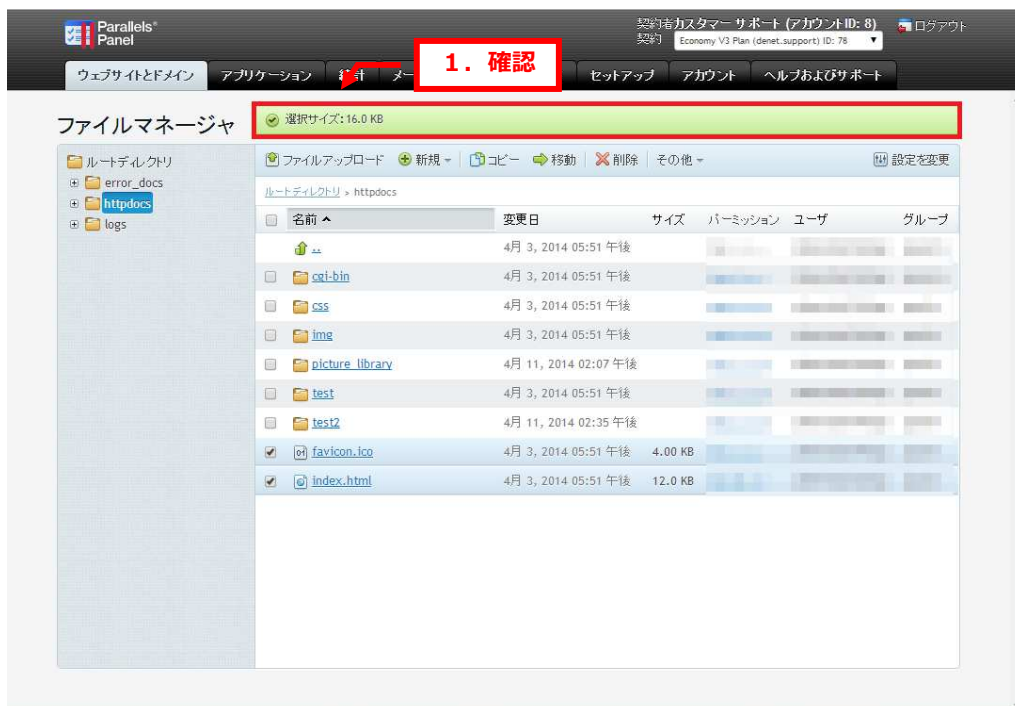 Parallels®
Panel
契約者カスタマー サポート (アカウントID: 8)
ログアウト
契約 Economy V3 Plan (denet.support) ID: 78
1. 確認
ウェブサイトとドメイン アプリケーション 統計 セットアップ アカウント ヘルプおよびサポート
ファイルマネージャ
選択サイズ: 16.0 KB
ルートディレクトリ
error_docs
httpdocs
logs
ファイルアップロード 新規 コピー 移動 削除 その他 設定を変更
ルートディレクトリ > httpdocs
名前 変更日 サイズ パーミッション ユーザ グループ
.. 4月 3, 2014 05:51 午後
cgi-bin 4月 3, 2014 05:51 午後
css 4月 3, 2014 05:51 午後
img 4月 3, 2014 05:51 午後
picture_library 4月 11, 2014 02:07 午後
test 4月 3, 2014 05:51 午後
test2 4月 11, 2014 02:35 午後
favicon.ico 4月 3, 2014 05:51 午後 4.00 KB
index.html 4月 3, 2014 05:51 午後 12.0 KB